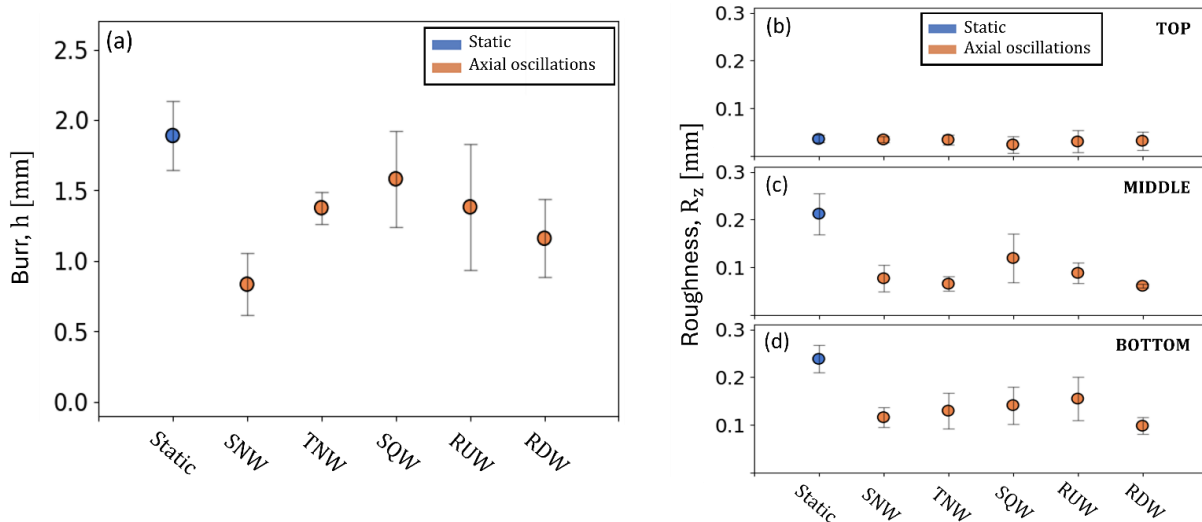 (a)
Static
Axial oscillations
2.5
2.0
1.5
1.0
0.5
0.0
Burr, h [mm]
Static
SNW
TNW
SQW
RUW
RDW
(b)
Static
Axial oscillations
TOP
0.3
0.2
0.1
(c)
MIDDLE
0.3
0.2
0.1
(d)
BOTTOM
0.3
0.2
0.1
Roughness, Rz [mm]
Static
SNW
TNW
SQW
RUW
RDW